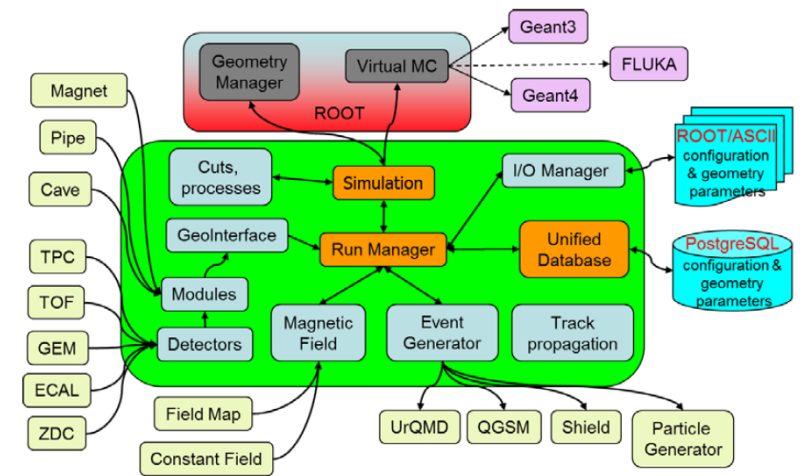 Geant3
Geometry
Manager
Virtual MC
FLUKA
Magnet
ROOT
Geant4
Pipe
ROOT/ASCII
configuration
& geometry
parameters
Cuts,
processes
Simulation
I/O Manager
Cave
GeoInterface
Run Manager
Unified
Database
PostgreSQL
configuration &
geometry
parameters
TPC
Modules
TOF
Magnetic
Field
Event
Generator
Track
propagation
GEM
Detectors
ECAL
Field Map
UrQMD
QGSM
Shield
Particle
Generator
ZDC
Constant Field